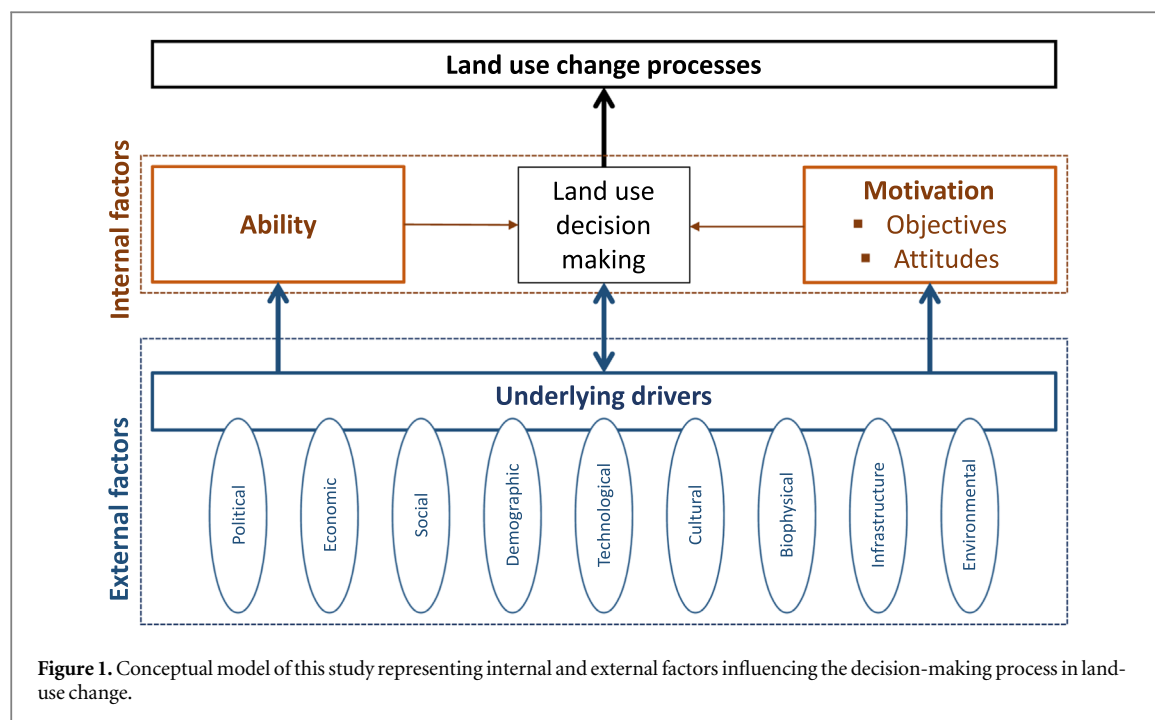 Land use change processes
Internal factors
Ability
Land use
decision
making
Motivation
▪ Objectives
▪ Attitudes
External factors
Underlying drivers
Political
Economic
Social
Demographic
Technological
Cultural
Biophysical
Infrastructure
Environmental
Figure 1. Conceptual model of this study representing internal and external factors influencing the decision-making process in land-
use change.